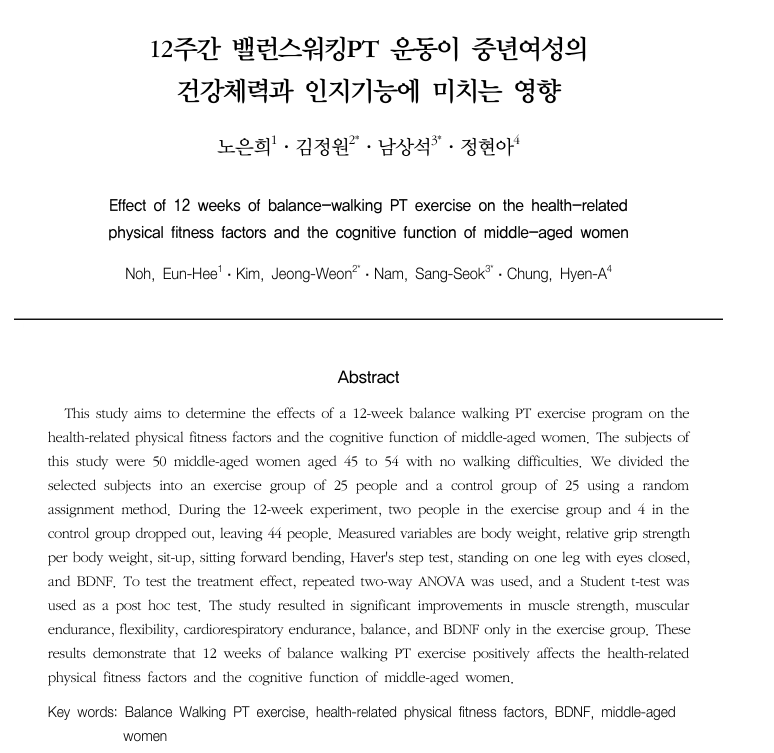 12주간 밸런스워킹PT 운동이 중년여성의
건강체력과 인지기능에 미치는 영향
노은희1 · 김정원2* · 남상석3* · 정현아4
Effect of 12 weeks of balance-walking PT exercise on the health-related
physical fitness factors and the cognitive function of middle-aged women
Noh, Eun-Hee1 · Kim, Jeong-Weon2* · Nam, Sang-Seok3* · Chung, Hyen-A4
Abstract
This study aims to determine the effects of a 12-week balance walking PT exercise program on the
health-related physical fitness factors and the cognitive function of middle-aged women. The subjects of
this study were 50 middle-aged women aged 45 to 54 with no walking difficulties. We divided the
selected subjects into an exercise group of 25 people and a control group of 25 using a random
assignment method. During the 12-week experiment, two people in the exercise group and 4 in the
control group dropped out, leaving 44 people. Measured variables are body weight, relative grip strength
per body weight, sit-up, sitting forward bending, Haver's step test, standing on one leg with eyes closed,
and BDNF. To test the treatment effect, repeated two-way ANOVA was used, and a Student t-test was
used as a post hoc test. The study resulted in significant improvements in muscle strength, muscular
endurance, flexibility, cardiorespiratory endurance, balance, and BDNF only in the exercise group. These
results demonstrate that 12 weeks of balance walking PT exercise positively affects the health-related
physical fitness factors and the cognitive function of middle-aged women.
Key words: Balance Walking PT exercise, health-related physical fitness factors, BDNF, middle-aged
women